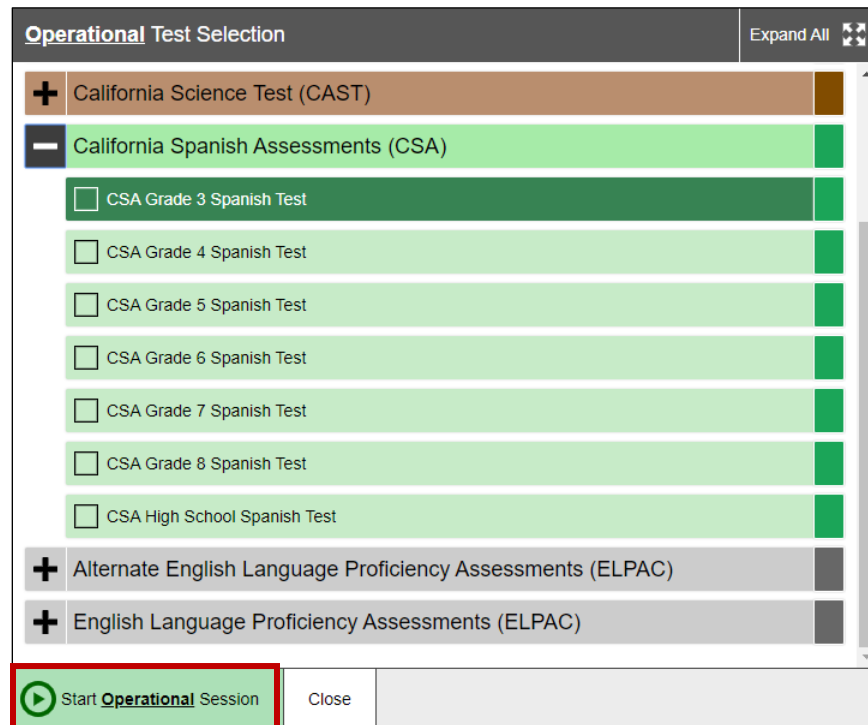 Operational Test Selection
Expand All
California Science Test (CAST)
California Spanish Assessments (CSA)
CSA Grade 3 Spanish Test
CSA Grade 4 Spanish Test
CSA Grade 5 Spanish Test
CSA Grade 6 Spanish Test
CSA Grade 7 Spanish Test
CSA Grade 8 Spanish Test
CSA High School Spanish Test
Alternate English Language Proficiency Assessments (ELPAC)
English Language Proficiency Assessments (ELPAC)
Start Operational Session
Close